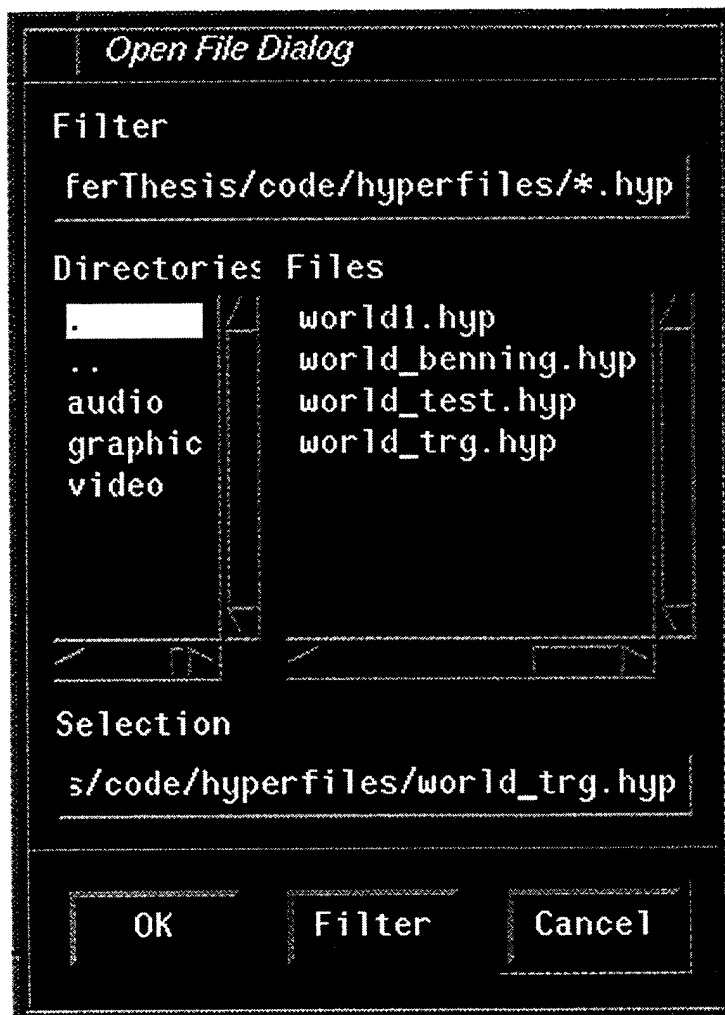 Open File Dialog
Filter
ferThesis/code/hyperfiles/*.hyp
Directories Files
.
..
audio
graphic
video
world1.hyp
world_benning.hyp
world_test.hyp
world_trg.hyp
Selection
s/code/hyperfiles/world_trg.hyp
OK Filter Cancel